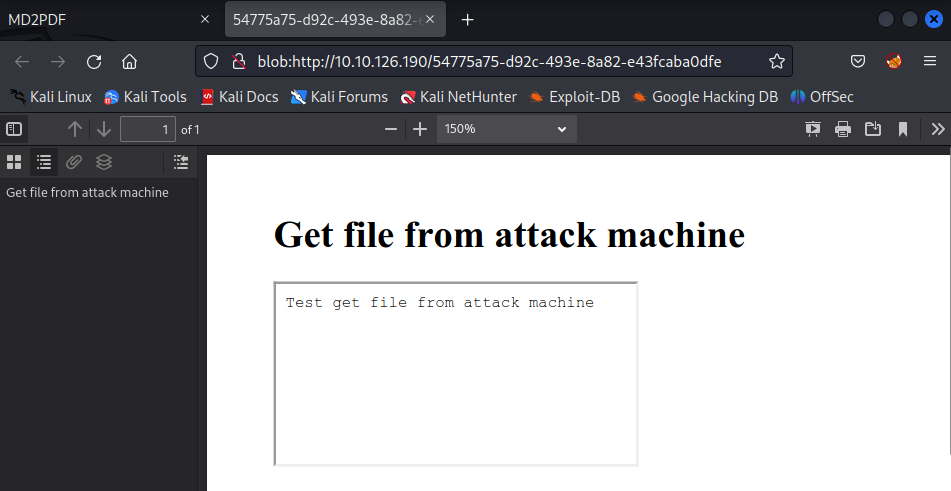 MD2PDF
54775a75-d92c-493e-8a82-e
blob:http://10.10.126.190/54775a75-d92c-493e-8a82-e43fcaba0dfe
Kali Linux Kali Tools Kali Docs Kali Forums Kali NetHunter Exploit-DB Google Hacking DB OffSec
1 of 1 150%
Get file from attack machine
Get file from attack machine
Test get file from attack machine